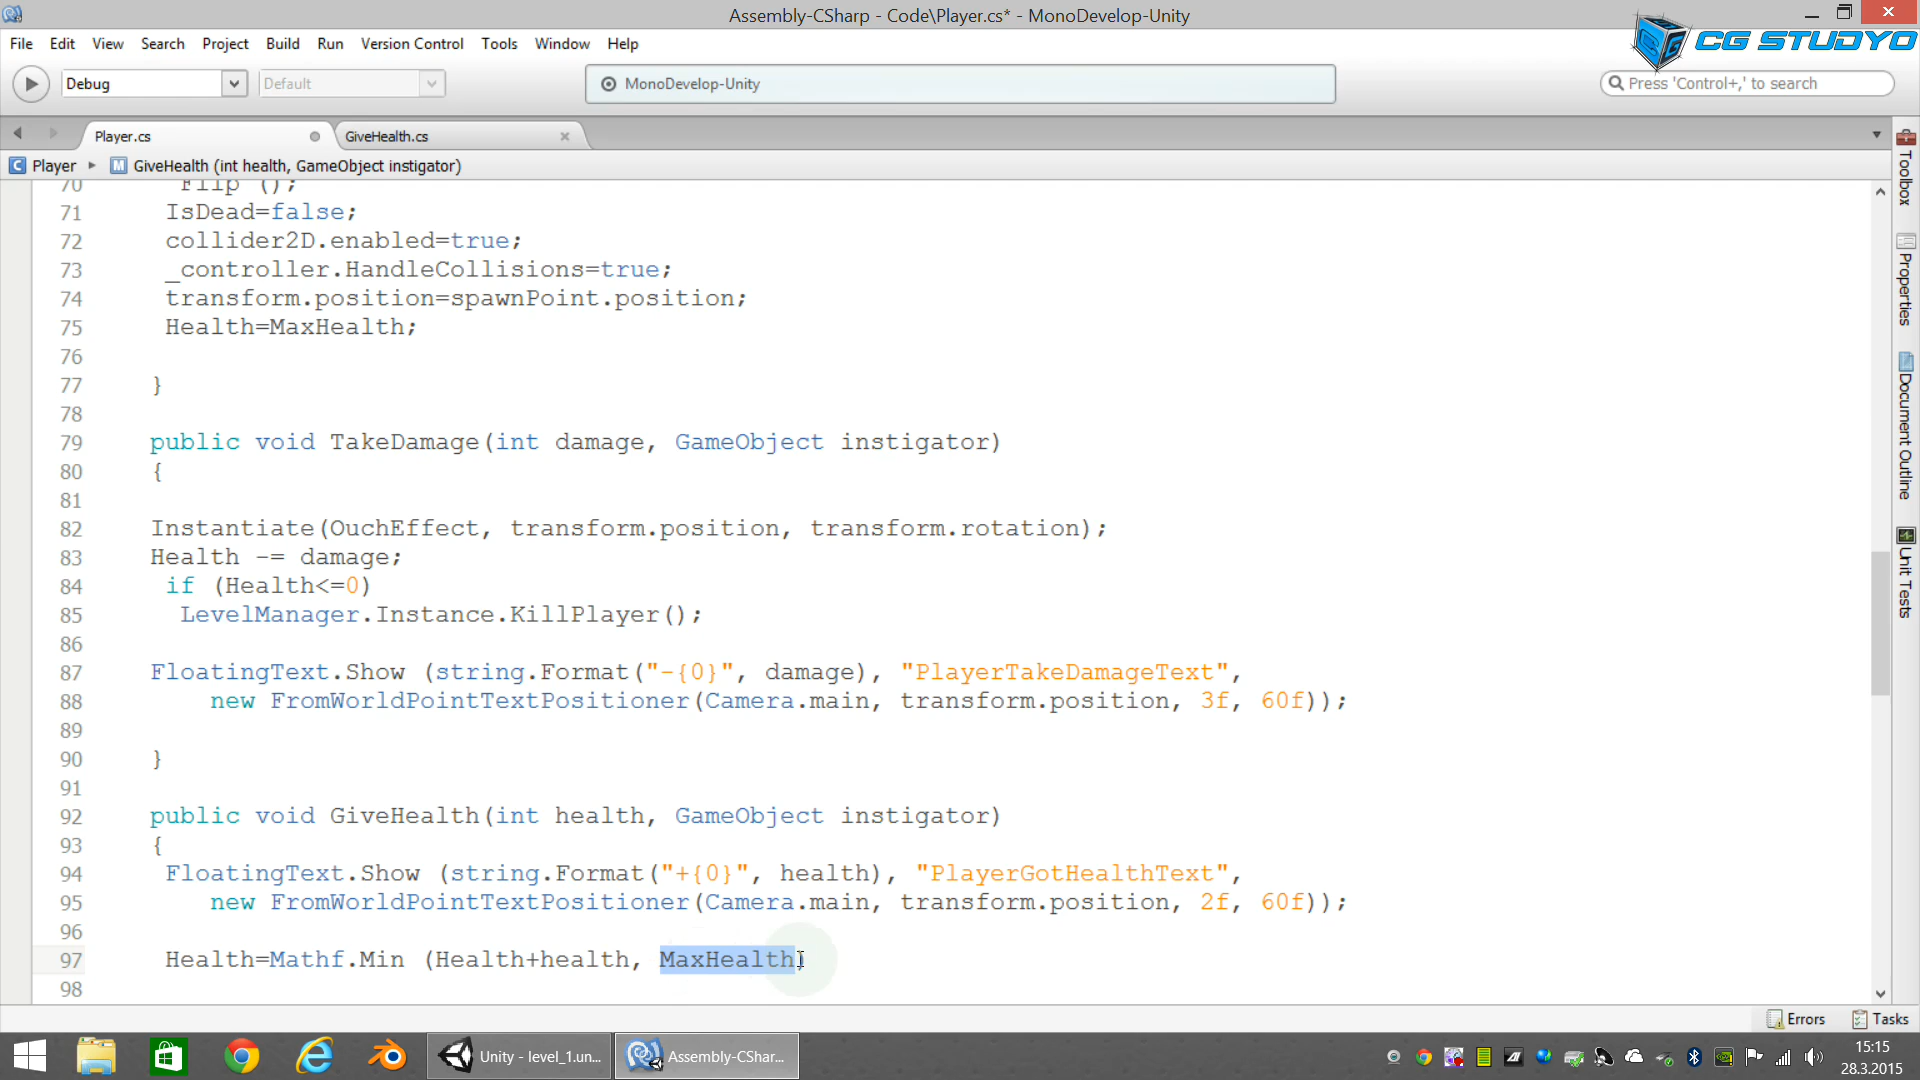 Assembly-CSharp - Code\Player.cs* - MonoDevelop-Unity
CG STUDYO
File Edit View Search Project Build Run Version Control Tools Window Help
Debug Default MonoDevelop-Unity Press 'Control+,' to search
Player.cs GiveHealth.cs
Player GiveHealth (int health, GameObject instigator)
70 Flip ();
71 IsDead=false;
72 collider2D.enabled=true;
73 _controller.HandleCollisions=true;
74 transform.position=spawnPoint.position;
75 Health=MaxHealth;
76
77 }
78
79 public void TakeDamage(int damage, GameObject instigator)
80 {
81
82 Instantiate(OuchEffect, transform.position, transform.rotation);
83 Health -= damage;
84 if (Health<=0)
85 LevelManager.Instance.KillPlayer();
86
87 FloatingText.Show (string.Format("-{0}", damage), "PlayerTakeDamageText",
88 new FromWorldPointTextPositioner(Camera.main, transform.position, 3f, 60f));
89
90 }
91
92 public void GiveHealth(int health, GameObject instigator)
93 {
94 FloatingText.Show (string.Format("+{0}", health), "PlayerGotHealthText",
95 new FromWorldPointTextPositioner(Camera.main, transform.position, 2f, 60f));
96
97 Health=Mathf.Min (Health+health, MaxHealth)
98
Toolbox
Properties
Document Outline
Unit Tests
Errors Tasks
Unity - level_1.un... Assembly-CShar...
15:15
28.3.2015